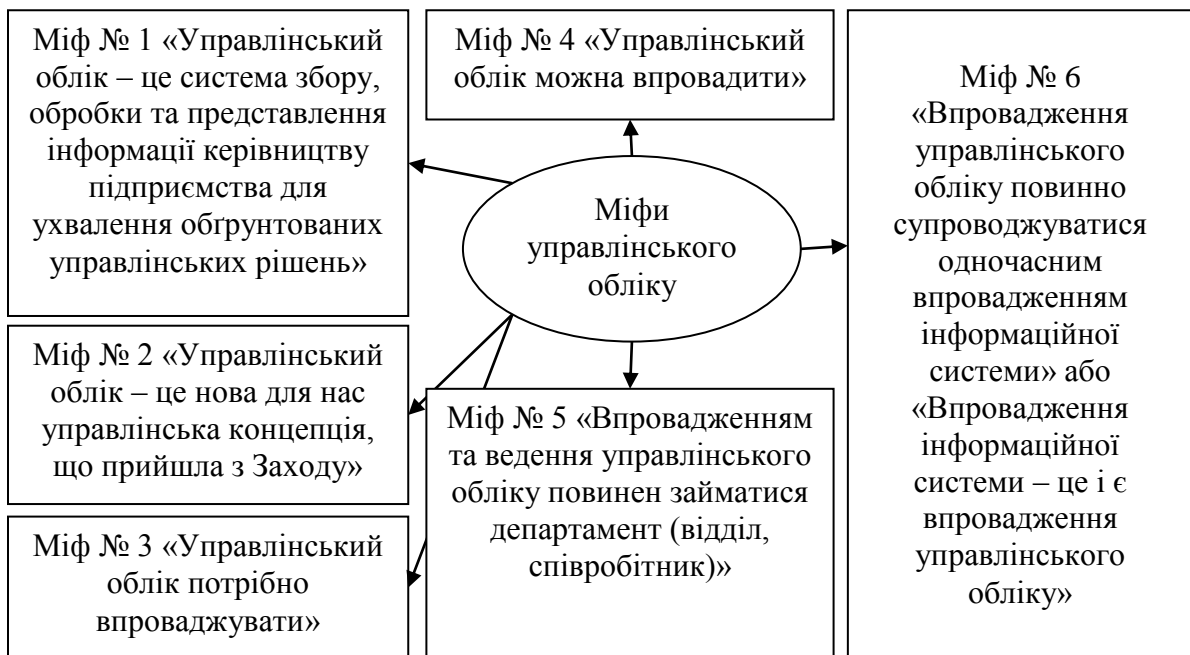 Міф № 1 «Управлінський
облік – це система збору,
обробки та представлення
інформації керівництву
підприємства для
ухвалення обґрунтованих
управлінських рішень»
Міф № 2 «Управлінський
облік – це нова для нас
управлінська концепція,
що прийшла з Заходу»
Міф № 3 «Управлінський
облік потрібно
впроваджувати»
Міф № 4 «Управлінський
облік можна впровадити»
Міфи
управлінського
обліку
Міф № 5 «Впровадженням
та ведення управлінського
обліку повинен займатися
департамент (відділ,
співробітник)»
Міф № 6
«Впровадження
управлінського
обліку повинно
супроводжуватися
одночасним
впровадженням
інформаційної
системи» або
«Впровадження
інформаційної
системи – це і є
впровадження
управлінського
обліку»